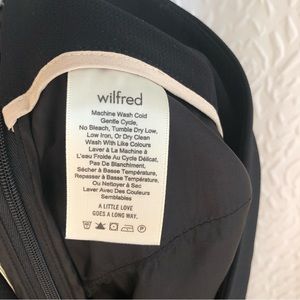 wilfred
Machine Wash Cold
Gentle Cycle,
No Bleach, Tumble Dry Low,
Low Iron, Or Dry Clean
Wash With Like Colours
Laver à La Machine à
L'eau Froide Au Cycle Délicat,
Pas De Blanchiment,
Sécher à Basse Température,
Repasser à Basse Température,
Ou Nettoyer à Sec
Laver Avec Des Couleurs
Semblables
A LITTLE LOVE
GOES A LONG WAY.